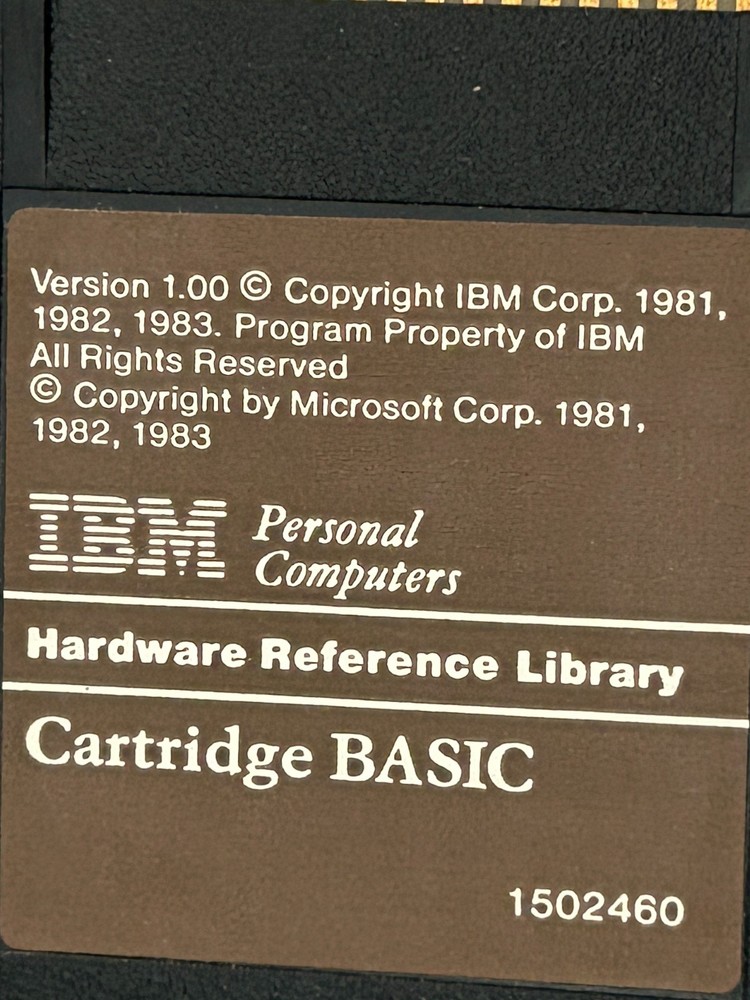 Version 1.00 © Copyright IBM Corp. 1981,
1982, 1983. Program Property of IBM
All Rights Reserved
© Copyright by Microsoft Corp. 1981,
1982, 1983
IBM Personal
Computers
Hardware Reference Library
Cartridge BASIC
1502460